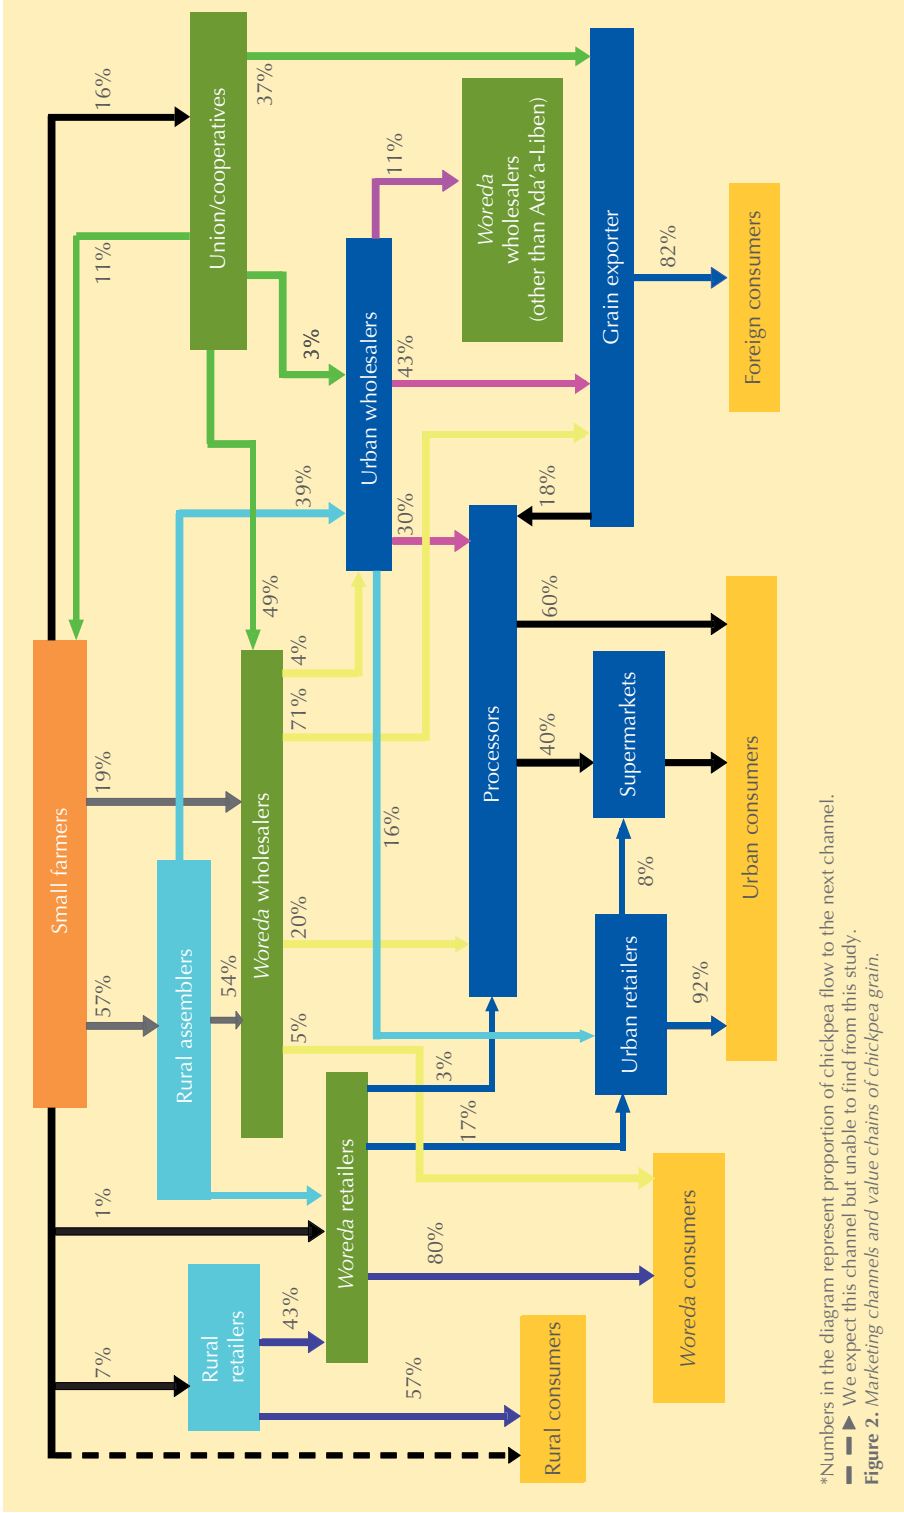 Small farmers
7%
1%
57%
19%
11%
16%
Rural
retailers
Rural assemblers
Union/cooperatives
43%
54%
49%
39%
3%
37%
Woreda retailers
Woreda wholesalers
Urban wholesalers
57%
80%
17%
3%
5%
20%
71%
4%
16%
30%
43%
11%
Woreda
wholesalers
(other than Ada’a-Liben)
Rural consumers
Processors
18%
40%
60%
Urban retailers
8%
Supermarkets
Grain exporter
92%
82%
Woreda consumers
Urban consumers
Foreign consumers
*Numbers in the diagram represent proportion of chickpea flow to the next channel.
We expect this channel but unable to find from this study.
Figure 2. Marketing channels and value chains of chickpea grain.